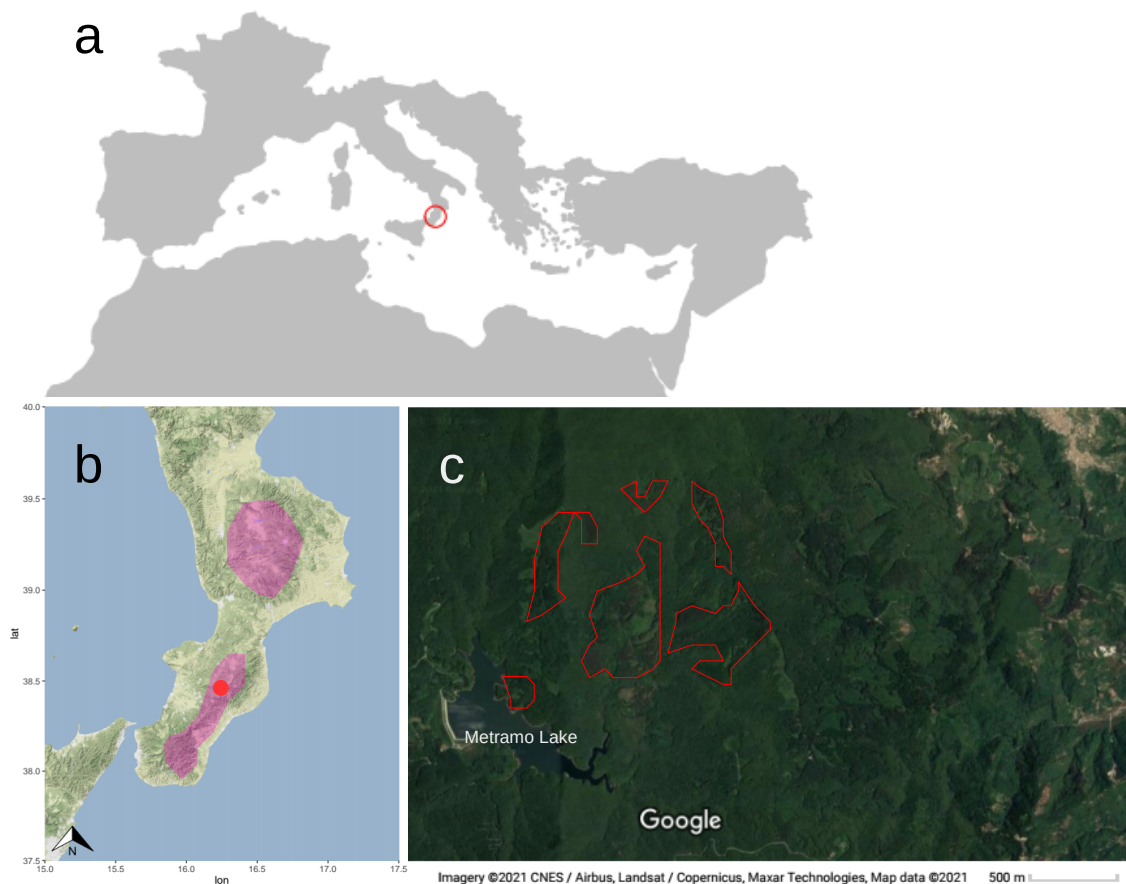 a
b
c
40.0
39.5
39.0
38.5
38.0
37.5
lat
N
15.0 15.5 16.0 16.5 17.0 17.5
lon
Metramo Lake
Google
Imagery ©2021 CNES / Airbus, Landsat / Copernicus, Maxar Technologies, Map data ©2021 500 m